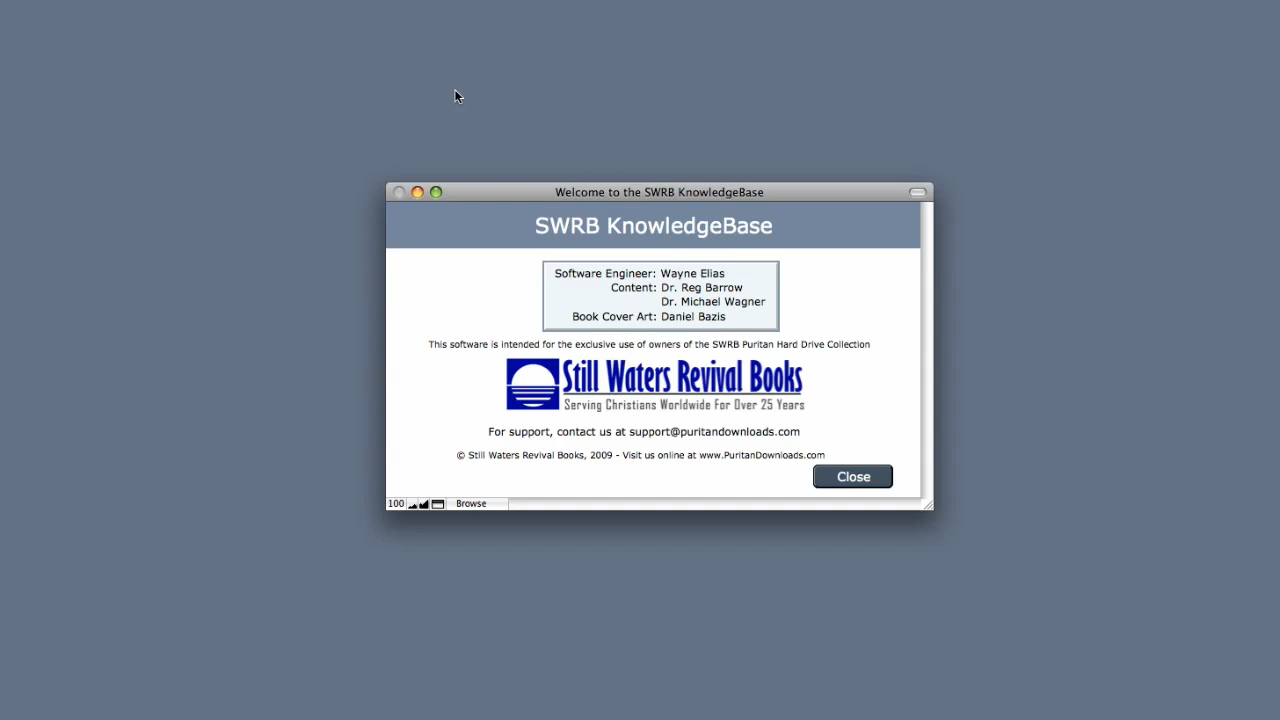 Welcome to the SWRB KnowledgeBase
SWRB KnowledgeBase
Software Engineer: Wayne Elias
Content: Dr. Reg Barrow
Dr. Michael Wagner
Book Cover Art: Daniel Bazis
This software is intended for the exclusive use of owners of the SWRB Puritan Hard Drive Collection
Still Waters Revival Books
Serving Christians Worldwide For Over 25 Years
For support, contact us at support@puritandownloads.com
© Still Waters Revival Books, 2009 - Visit us online at www.PuritanDownloads.com
Close
100 Browse